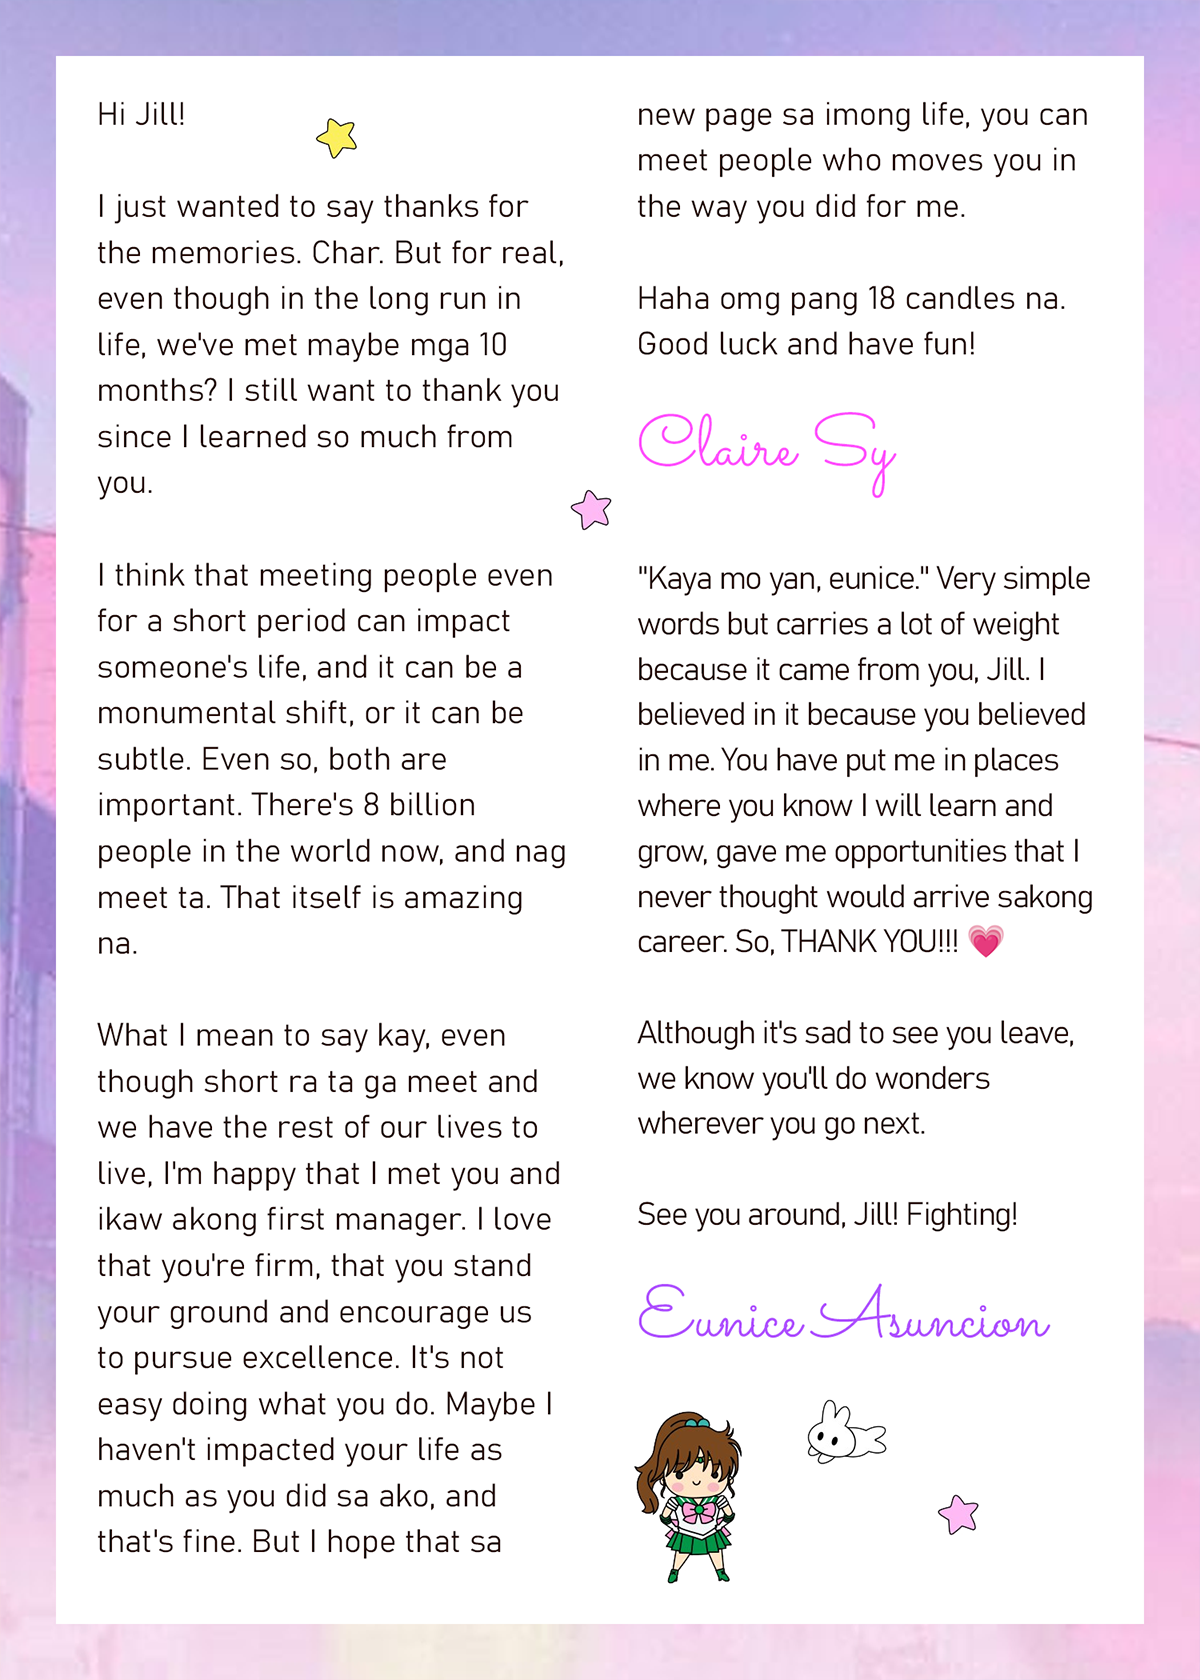 Hi Jill!
I just wanted to say thanks for
the memories. Char. But for real,
even though in the long run in
life, we've met maybe mga 10
months? I still want to thank you
since I learned so much from
you.
I think that meeting people even
for a short period can impact
someone's life, and it can be a
monumental shift, or it can be
subtle. Even so, both are
important. There's 8 billion
people in the world now, and nag
meet ta. That itself is amazing
na.
What I mean to say kay, even
though short ra ta ga meet and
we have the rest of our lives to
live, I'm happy that I met you and
ikaw akong first manager. I love
that you're firm, that you stand
your ground and encourage us
to pursue excellence. It's not
easy doing what you do. Maybe I
haven't impacted your life as
much as you did sa ako, and
that's fine. But I hope that sa
new page sa imong life, you can
meet people who moves you in
the way you did for me.
Haha omg pang 18 candles na.
Good luck and have fun!
Claire Sy
"Kaya mo yan, eunice." Very simple
words but carries a lot of weight
because it came from you, Jill. I
believed in it because you believed
in me. You have put me in places
where you know I will learn and
grow, gave me opportunities that I
never thought would arrive sakong
career. So, THANK YOU!!! 💗
Although it's sad to see you leave,
we know you'll do wonders
wherever you go next.
See you around, Jill! Fighting!
Eunice Asuncion